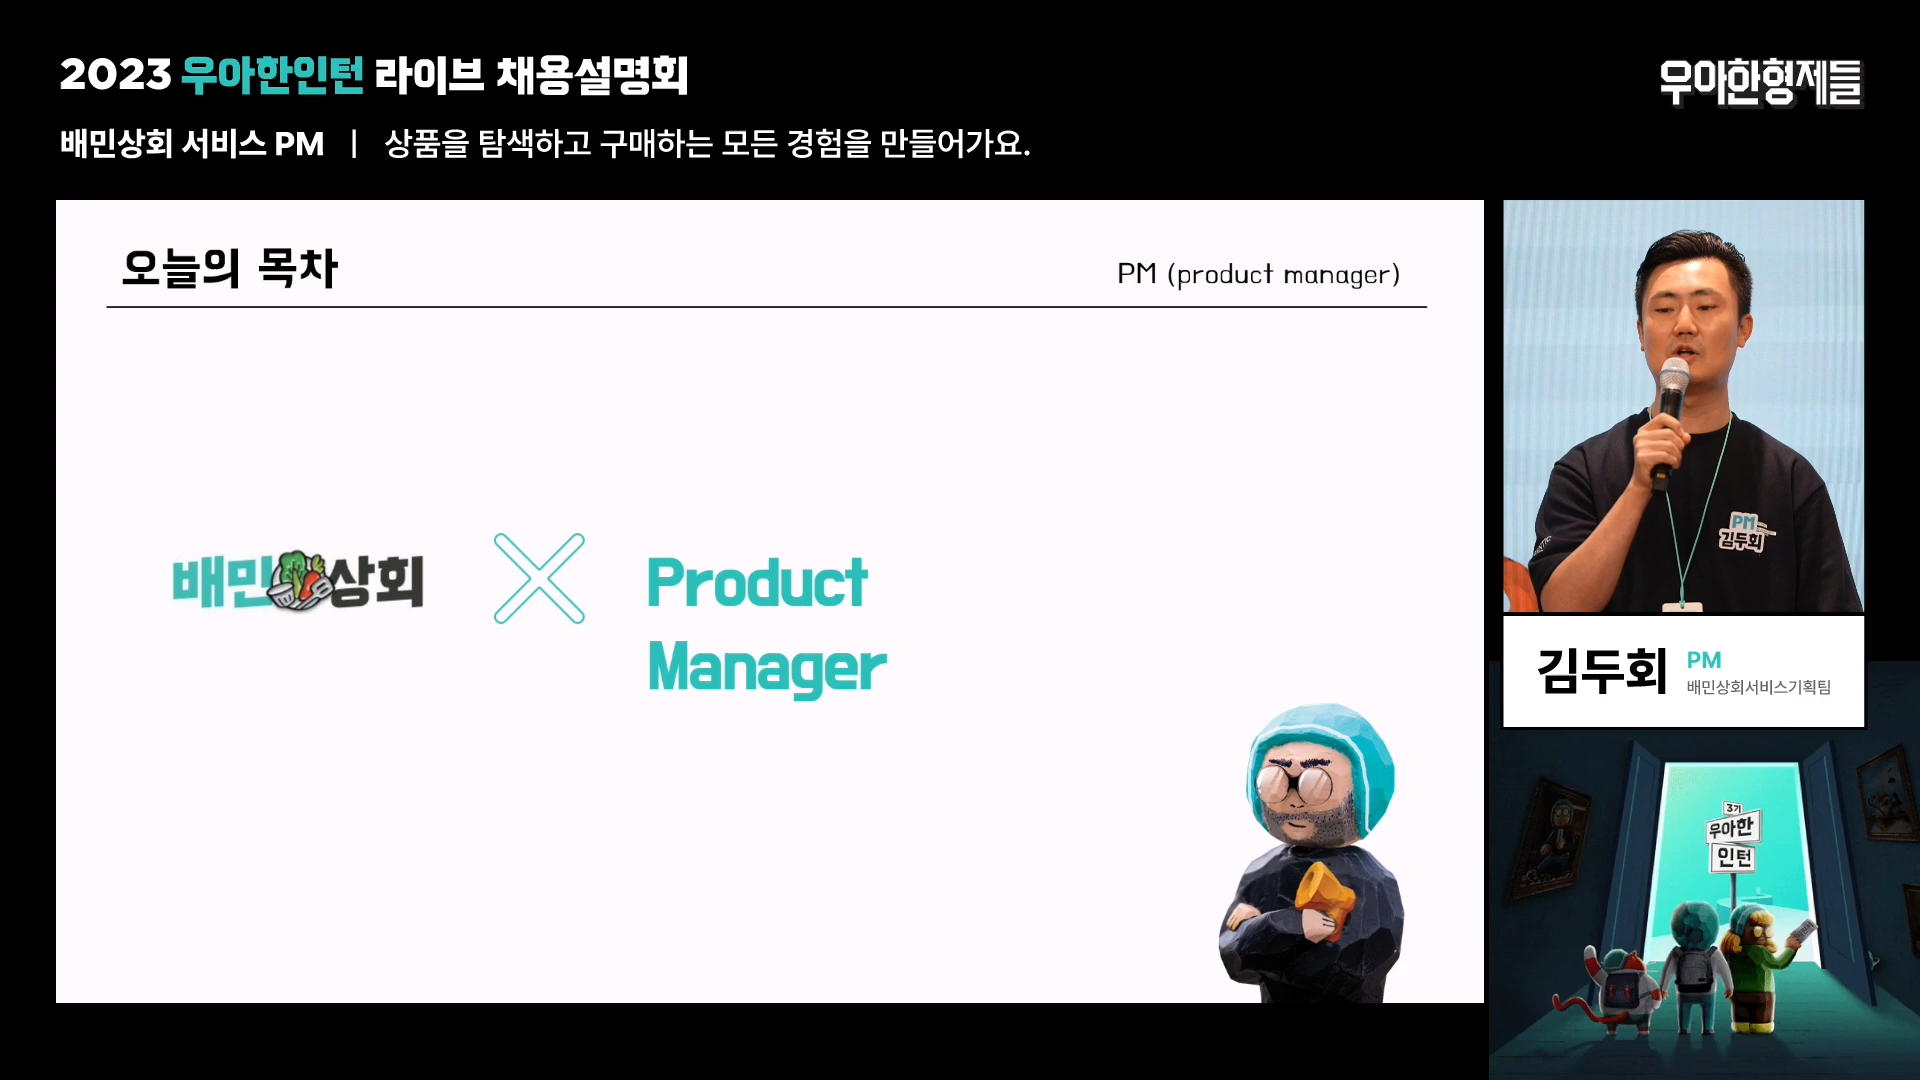 2023 우아한인턴 라이브 채용설명회
우아한형제들
배민상회 서비스 PM | 상품을 탐색하고 구매하는 모든 경험을 만들어가요.
오늘의 목차
PM (product manager)
배민상회
Product
Manager
PM
김두회
김두회
PM
배민상회서비스기획팀
3기
우아한
인턴